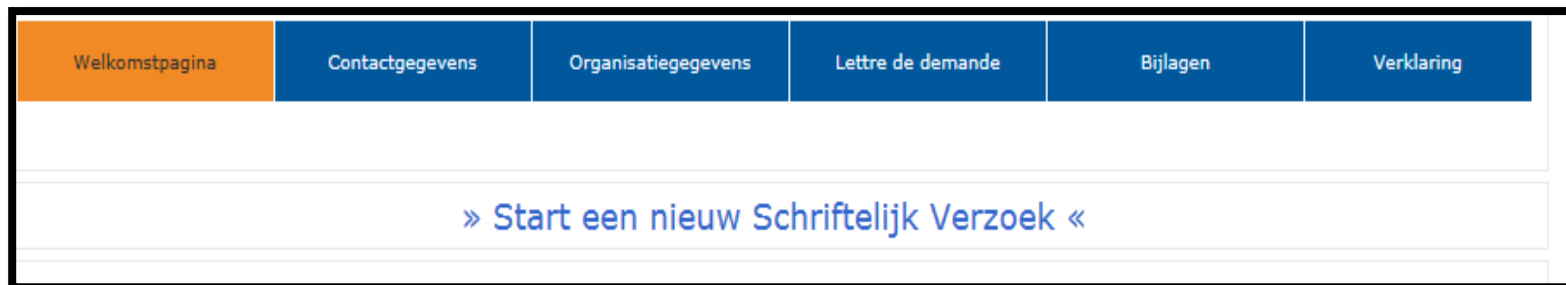 Welkomstpagina Contactgegevens Organisatiegegevens Lettre de demande Bijlagen Verklaring
» Start een nieuw Schriftelijk Verzoek «